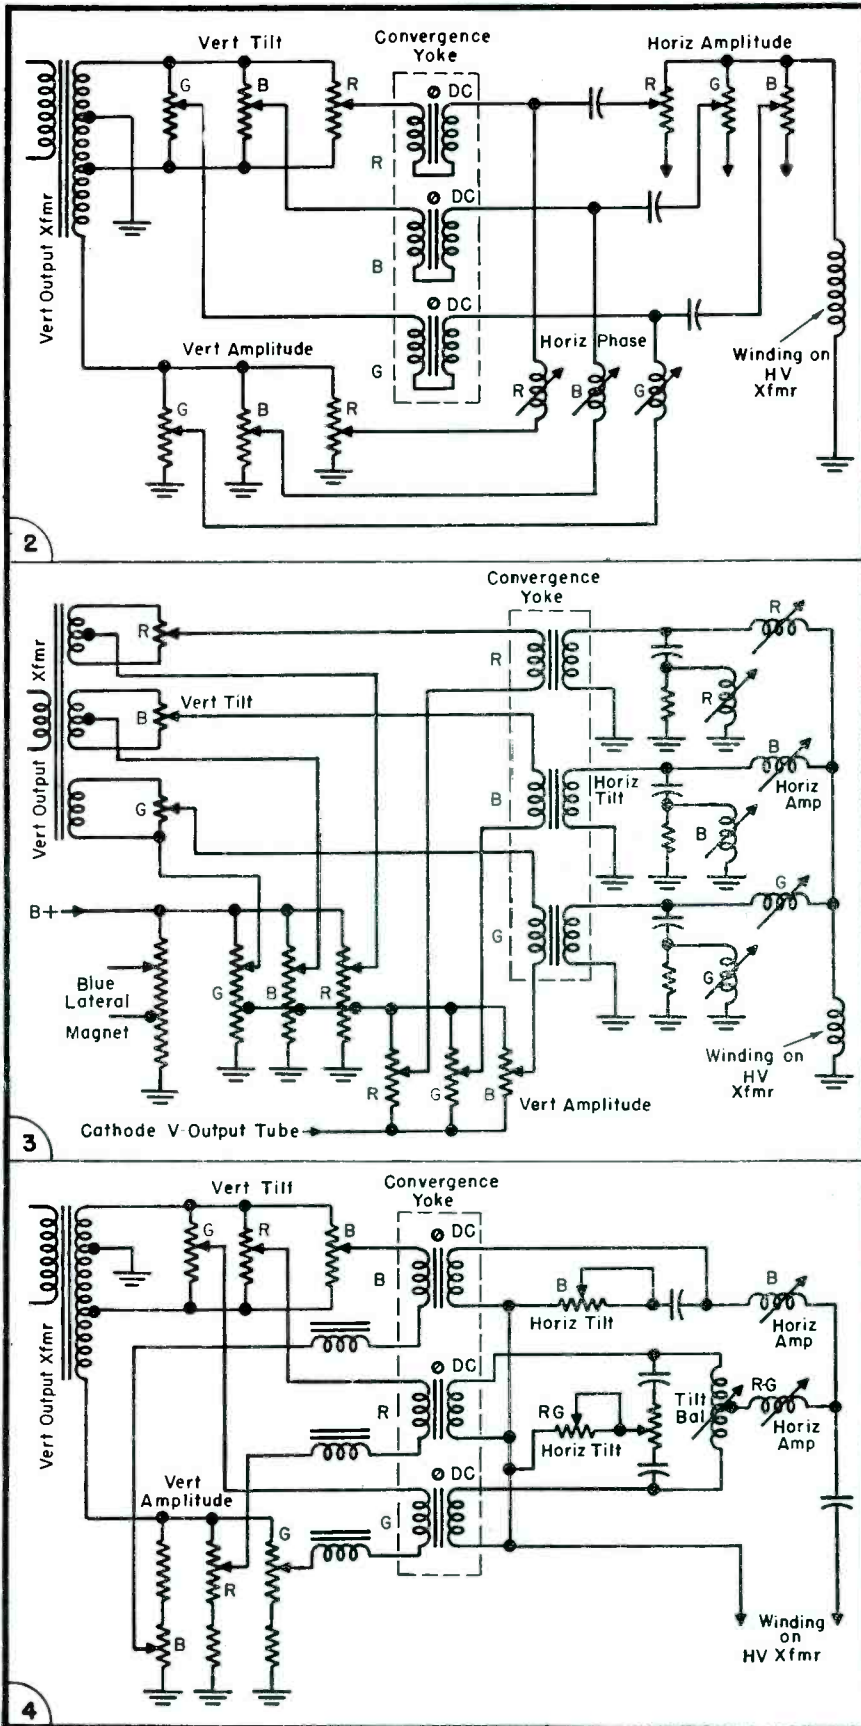 Vert Tilt
Convergence
Yoke
Horiz Amplitude
G
B
R
DC
R
G
B
R
DC
B
DC
G
Vert Output Xfmr
Vert Amplitude
G
B
R
Horiz Phase
R
B
G
Winding on
HV
Xfmr
2
Convergence
Yoke
R
R
R
R
Vert Tilt
B
B
Horiz
Tilt
B
Horiz
Amp
B
G
G
G
G
Vert Output Xfmr
B+
Blue
Lateral
Magnet
G
B
R
R
G
B
Vert Amplitude
Winding on
HV
Xfmr
Cathode V Output Tube
3
Vert Tilt
Convergence
Yoke
G
R
B
DC
B
B
Horiz Tilt
B
Horiz
Amp
DC
R
RG
Horiz Tilt
Tilt
Bal
R-G
Horiz
Amp
DC
G
Vert Output Xfmr
Vert
Amplitude
G
R
B
Winding
on
HV Xfmr
4